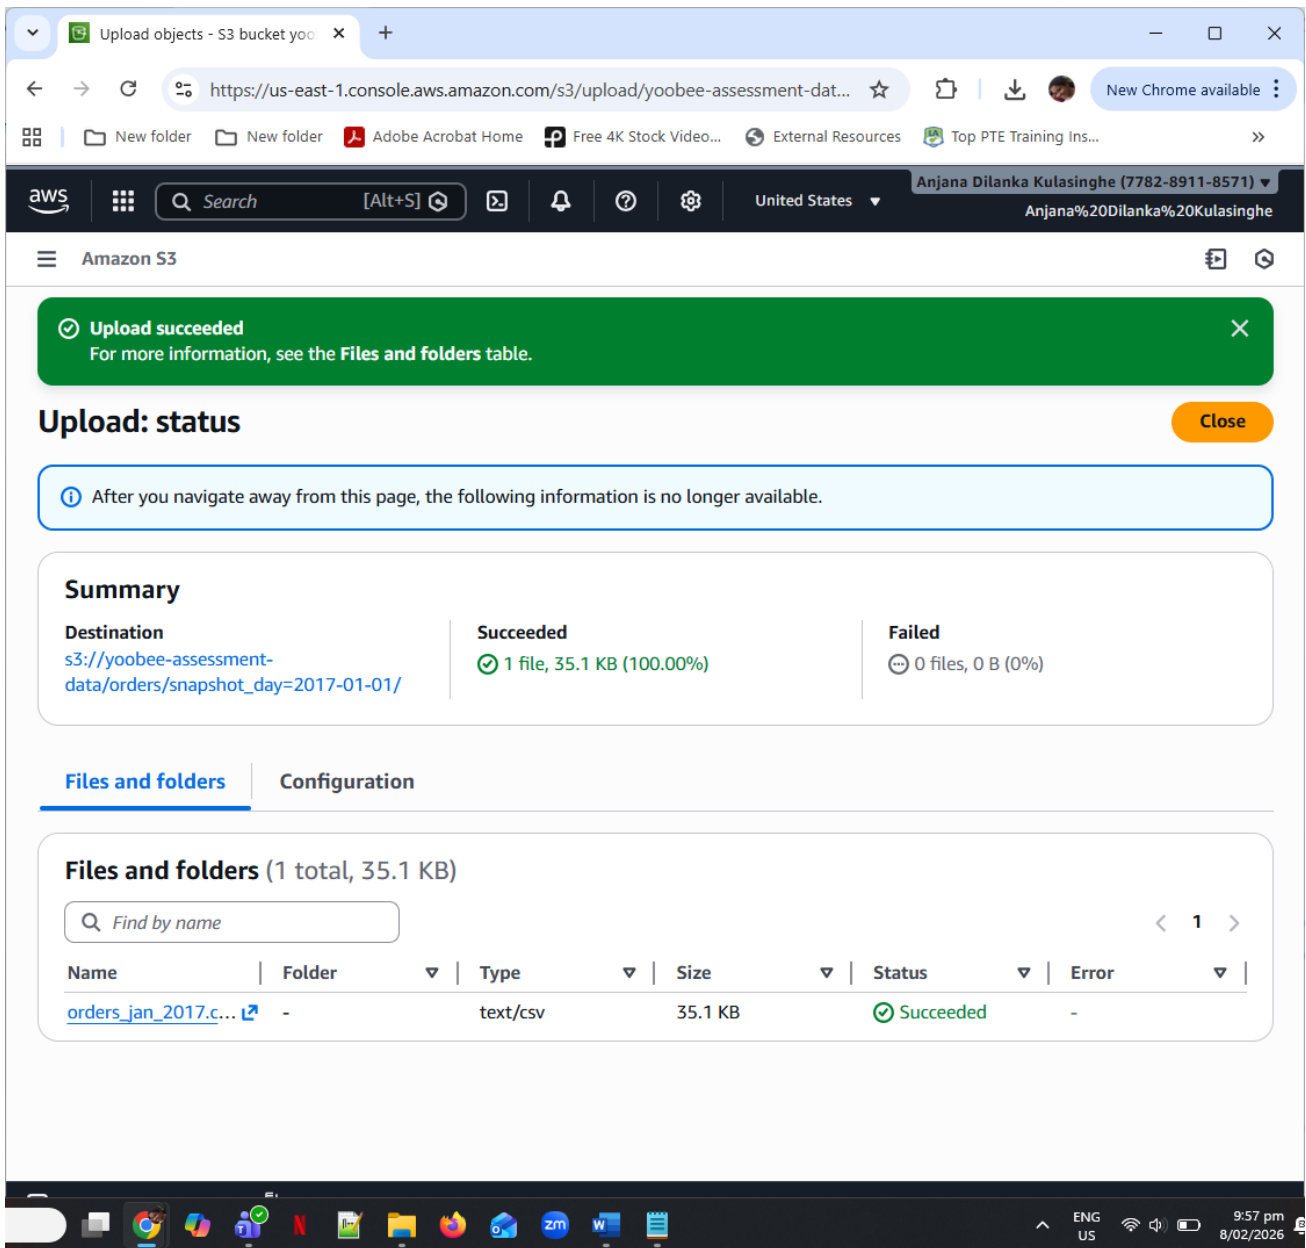 Upload objects - S3 bucket yoo
https://us-east-1.console.aws.amazon.com/s3/upload/yoobee-assessment-dat...
New Chrome available
New folder
New folder
Adobe Acrobat Home
Free 4K Stock Video...
External Resources
Top PTE Training Ins...
aws
Search
[Alt+S]
United States
Anjana Dilanka Kulasinghe (7782-8911-8571)
Anjana%20Dilanka%20Kulasinghe
Amazon S3
Upload succeeded
For more information, see the Files and folders table.
Upload: status
Close
After you navigate away from this page, the following information is no longer available.
Summary
Destination
s3://yoobee-assessment-
data/orders/snapshot_day=2017-01-01/
Succeeded
1 file, 35.1 KB (100.00%)
Failed
0 files, 0 B (0%)
Files and folders
Configuration
Files and folders (1 total, 35.1 KB)
Find by name
1
Name
Folder
Type
Size
Status
Error
orders_jan_2017.c...
-
text/csv
35.1 KB
Succeeded
-
zm
ENG
US
9:57 pm
8/02/2026